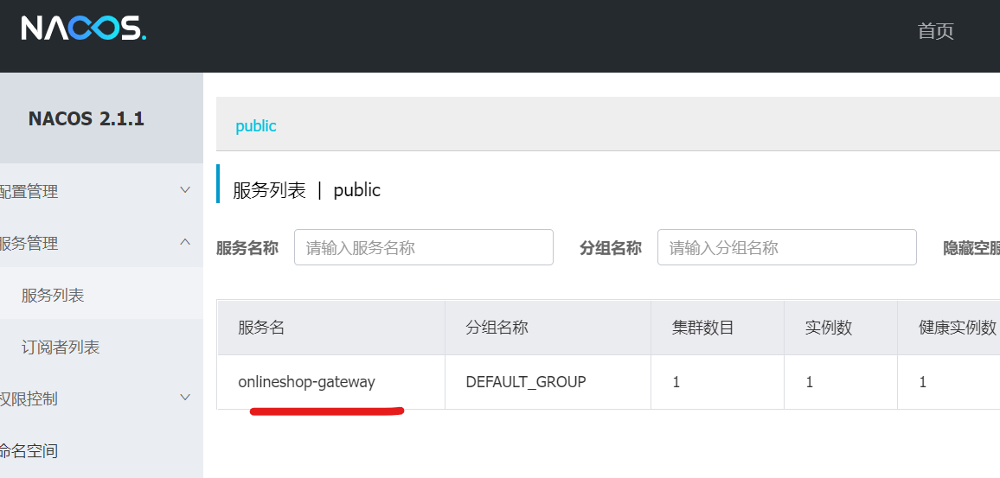 NACOS.
首页
NACOS 2.1.1
public
配置管理
服务列表 | public
服务管理
服务名称 请输入服务名称 分组名称 请输入分组名称 隐藏空服
服务列表
服务名 分组名称 集群数目 实例数 健康实例数
订阅者列表
onlineshop-gateway DEFAULT_GROUP 1 1 1
权限控制
命名空间